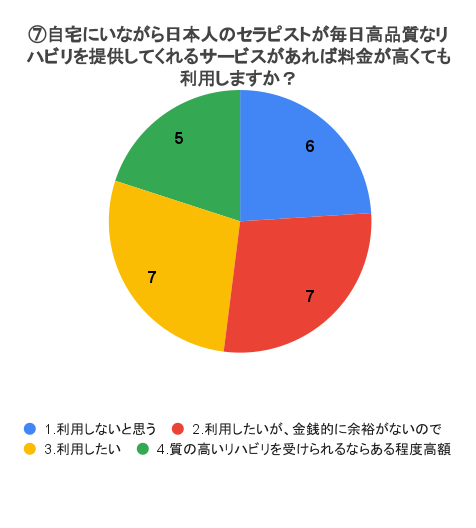 ⑦自宅にいながら日本人のセラピストが毎日高品質なリ
ハビリを提供してくれるサービスがあれば料金が高くても
利用しますか？
5
6
7
7
1.利用しないと思う 2.利用したいが、金銭的に余裕がないので
3.利用したい 4.質の高いリハビリを受けられるならある程度高額